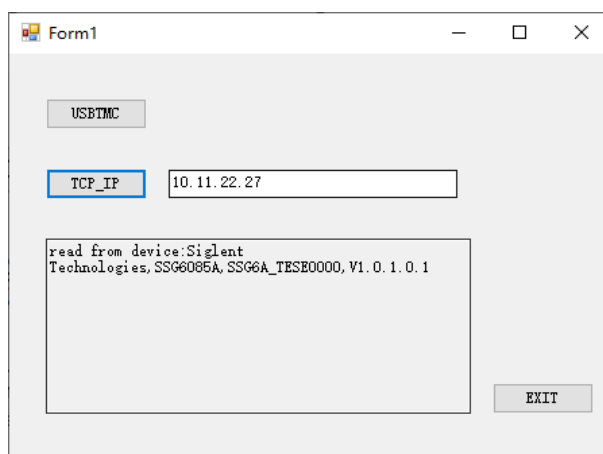 Form1
USBTMC
TCP_IP
10.11.22.27
read from device:Siglent
Technologies,SSG6085A,SSG6A_TESE0000,V1.0.1.0.1
EXIT